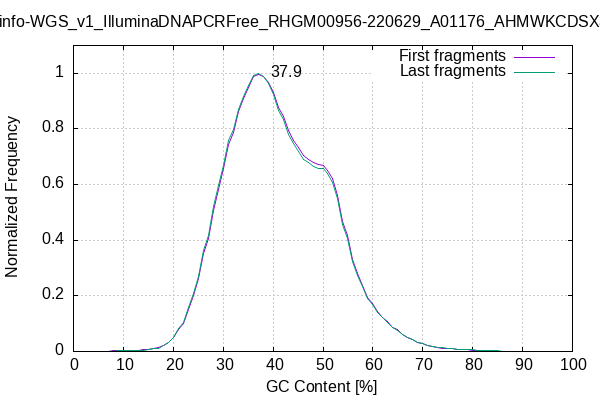 info-WGS_v1_IlluminaDNAPCRFree_RHGM00956-220629_A01176_AHMWKCDSX
First fragments
Last fragments
37.9
Normalized Frequency
1
0.8
0.6
0.4
0.2
0
0 10 20 30 40 50 60 70 80 90 100
GC Content [%]